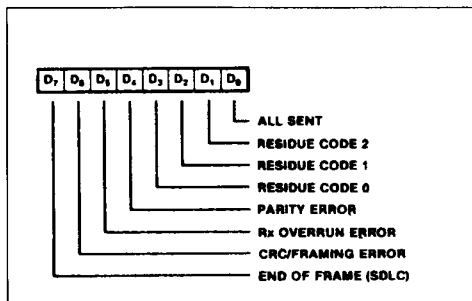 D7 D6 D5 D4 D3 D2 D1 D0
ALL SENT
RESIDUE CODE 2
RESIDUE CODE 1
RESIDUE CODE 0
PARITY ERROR
Rx OVERRUN ERROR
CRC/FRAMING ERROR
END OF FRAME (SDLC)